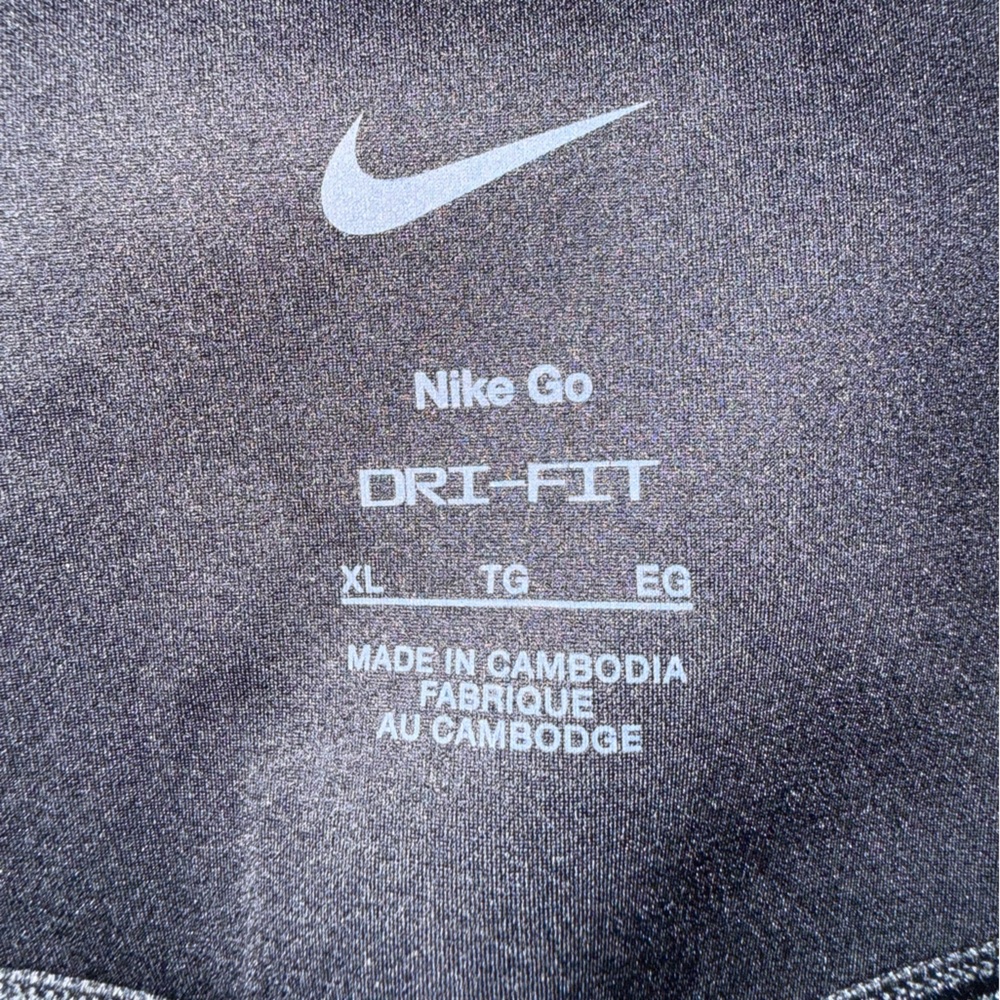 Nike Go
DRI-FIT
XL TG EG
MADE IN CAMBODIA
FABRIQUE
AU CAMBODGE